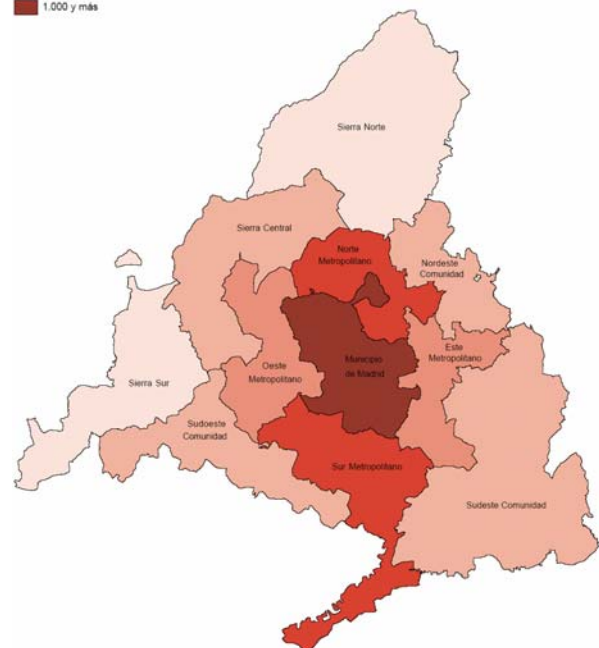 1.000 y más
Sierra Norte
Sierra Central
Norte
Metropolitano
Nordeste
Comunidad
Este
Metropolitano
Municipio
de Madrid
Oeste
Metropolitano
Sierra Sur
Sudoeste
Comunidad
Sur Metropolitano
Sudeste Comunidad